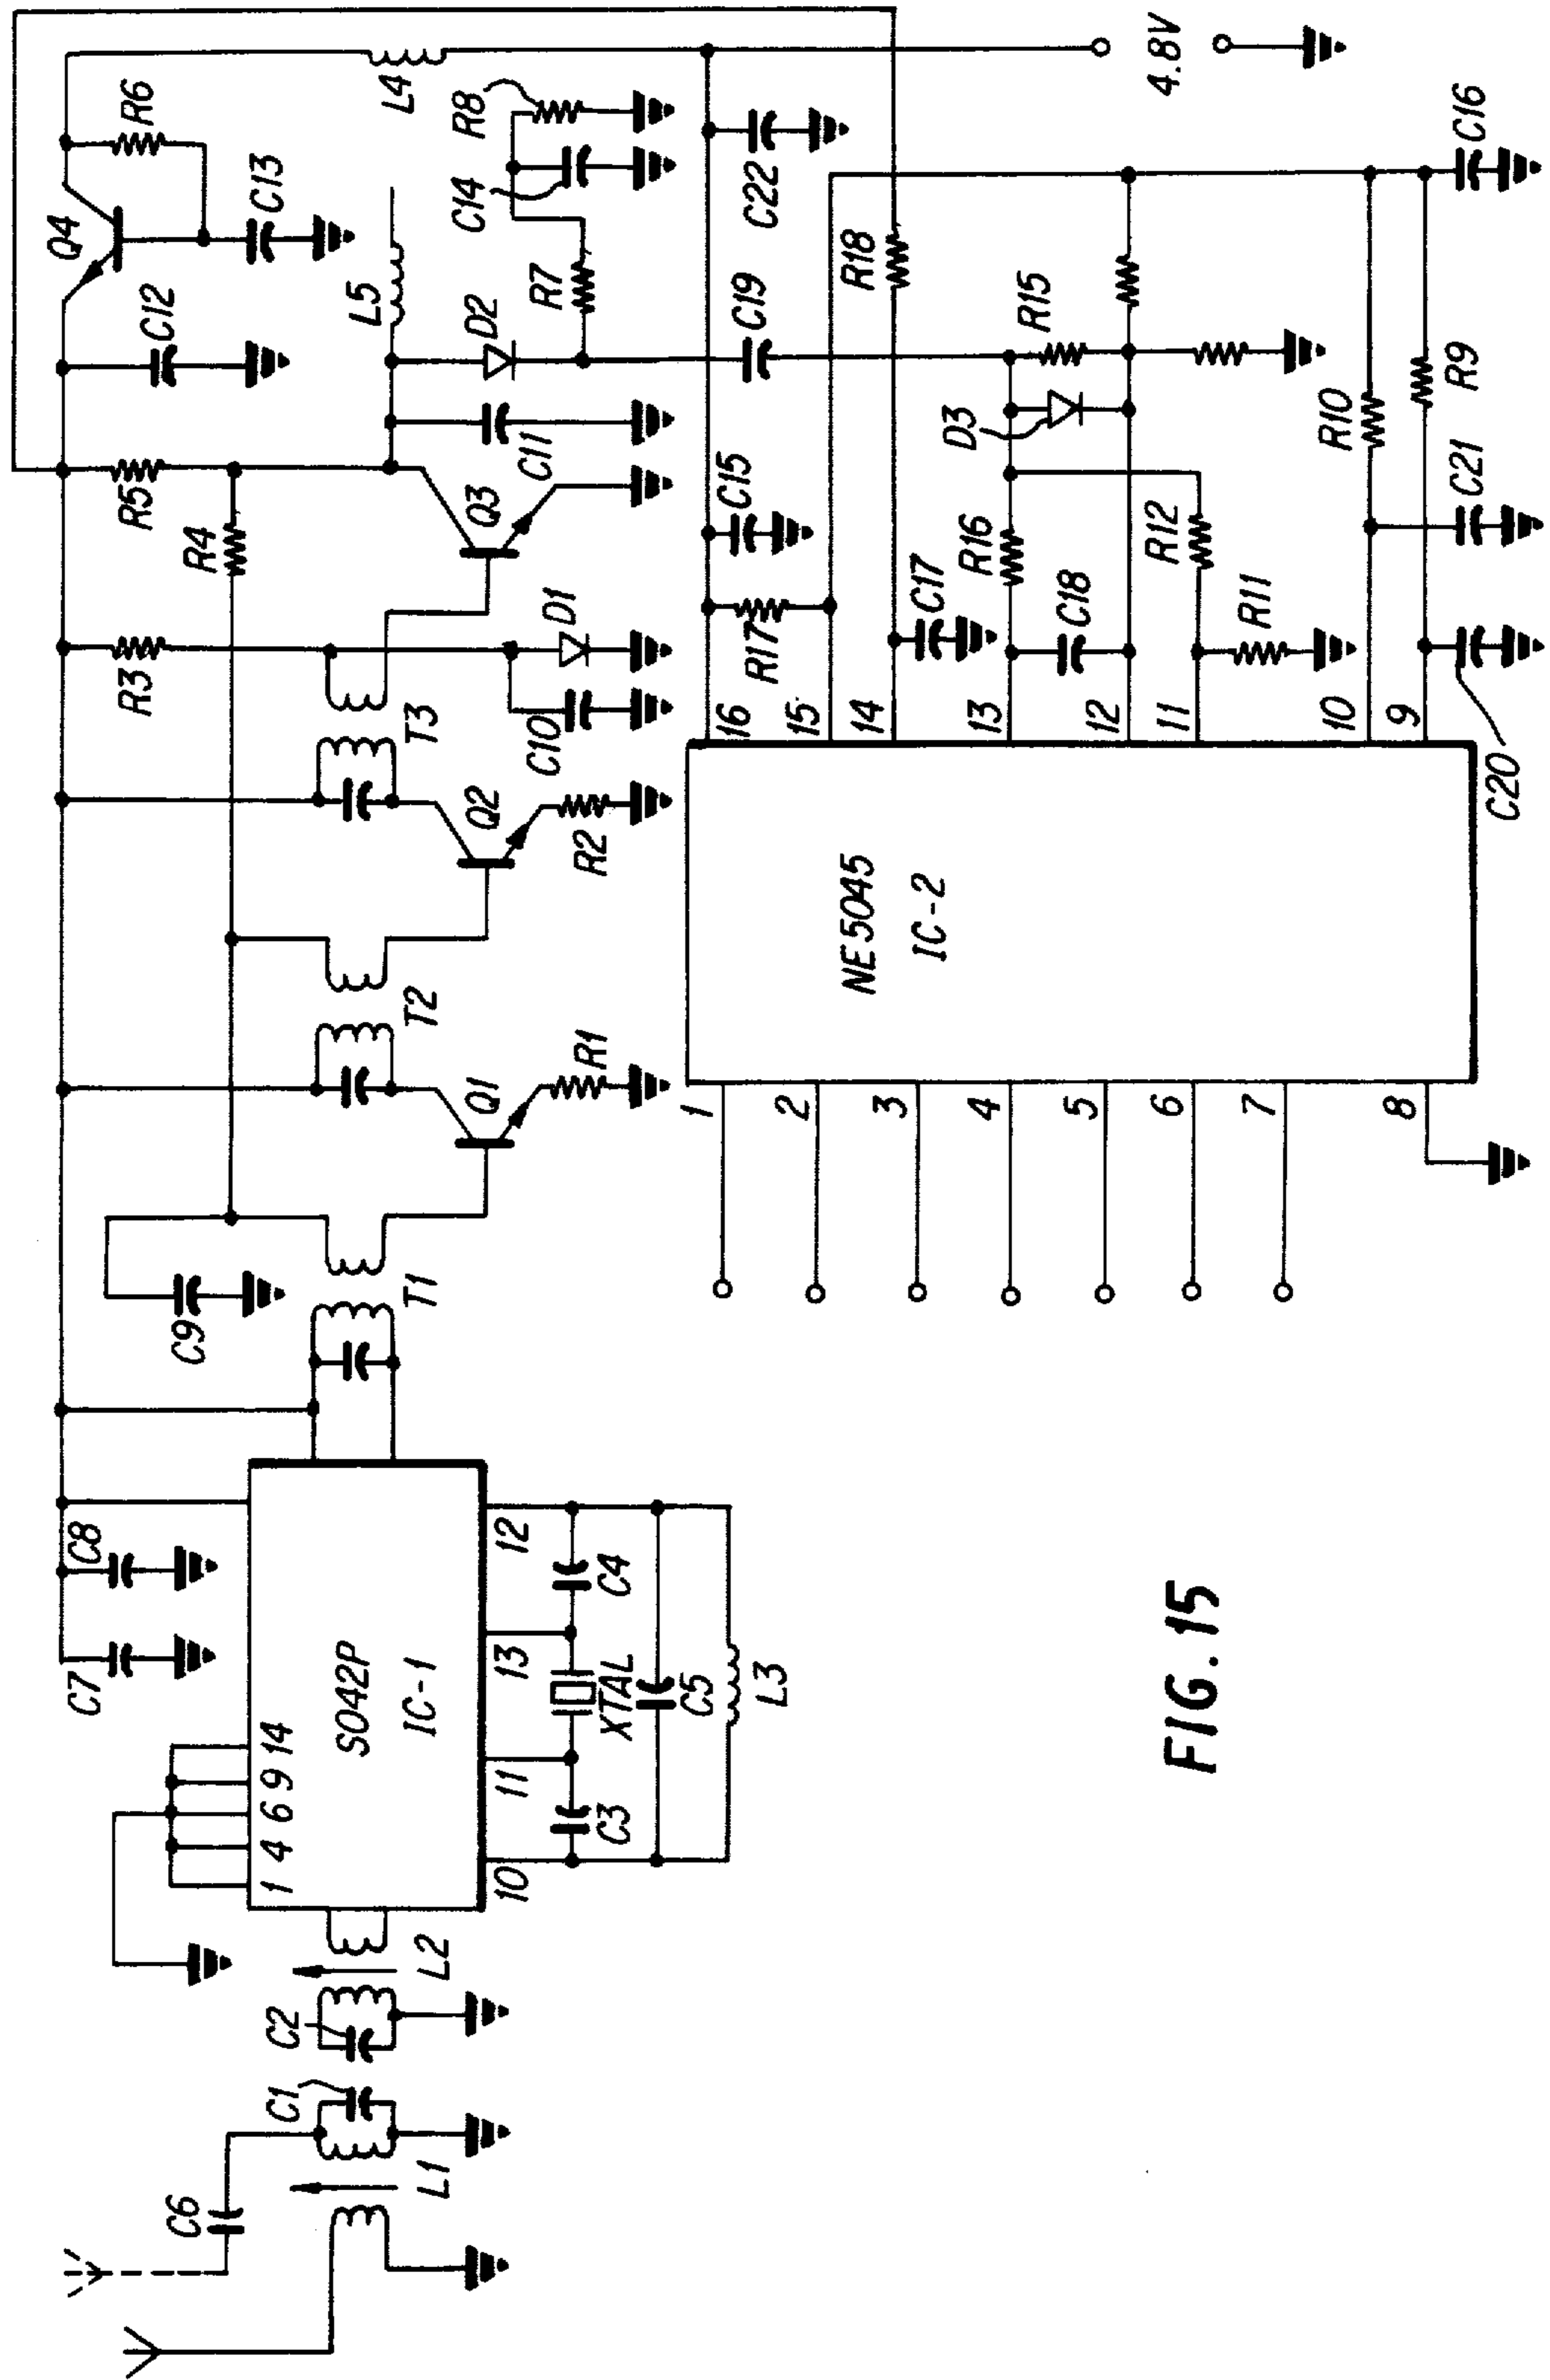 C6
L1
C1
C2
L2
1 4 6 9 14
C7
C8
S042P
IC-1
10
11
13
12
C3
XTAL
C4
C5
L3
C9
T1
Q1
R1
T2
Q2
R2
T3
R3
C10
D1
R4
R5
Q3
C11
C12
Q4
C13
R6
L5
D2
R7
C14
R8
L4
NE5045
IC-2
1
2
3
4
5
6
7
8
16
15
14
13
12
11
10
9
R17
C15
C22
C17
R18
C19
R16
C18
D3
R15
R12
R11
R10
R9
C20
C21
C16
4.8V
FIG. 15